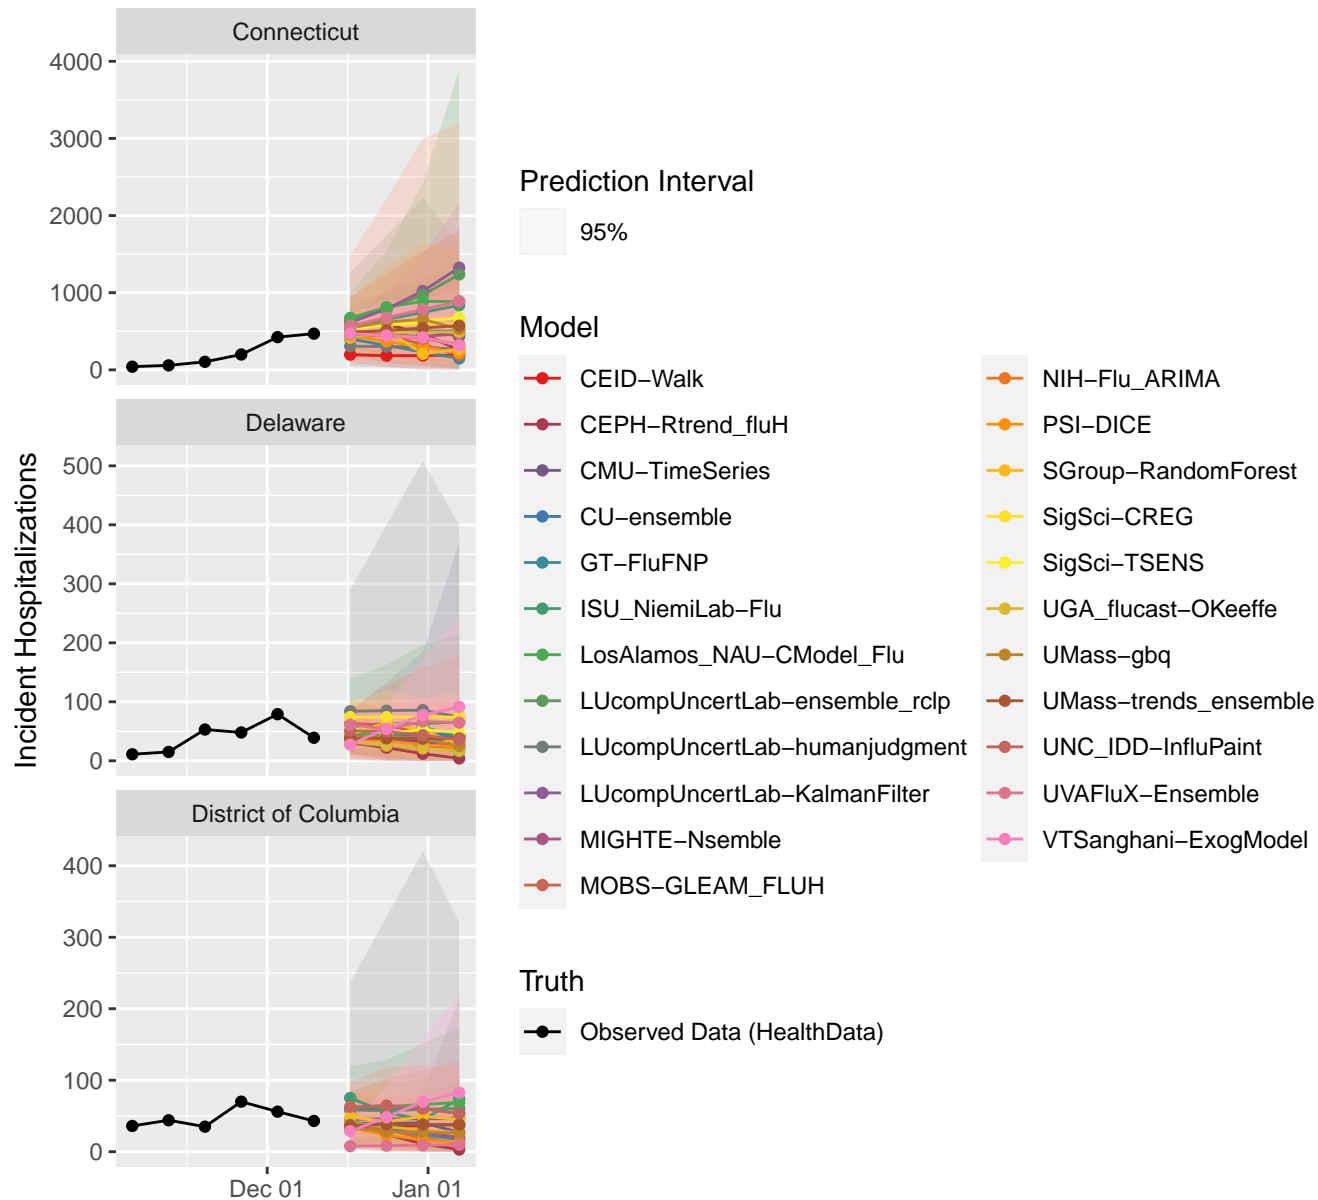 Connecticut
4000
3000
2000
1000
0
Delaware
500
400
300
200
100
0
District of Columbia
400
300
200
100
0
Dec 01
Jan 01
Incident Hospitalizations
Prediction Interval
95%
Model
CEID−Walk
CEPH−Rtrend_fluH
CMU−TimeSeries
CU−ensemble
GT−FluFNP
ISU_NiemiLab−Flu
LosAlamos_NAU−CModel_Flu
LUcompUncertLab−ensemble_rclp
LUcompUncertLab−humanjudgment
LUcompUncertLab−KalmanFilter
MIGHTE−Nsemble
MOBS−GLEAM_FLUH
NIH−Flu_ARIMA
PSI−DICE
SGroup−RandomForest
SigSci−CREG
SigSci−TSENS
UGA_flucast−OKeeffe
UMass−gbq
UMass−trends_ensemble
UNC_IDD−InfluPaint
UVAFluX−Ensemble
VTSanghani−ExogModel
Truth
Observed Data (HealthData)